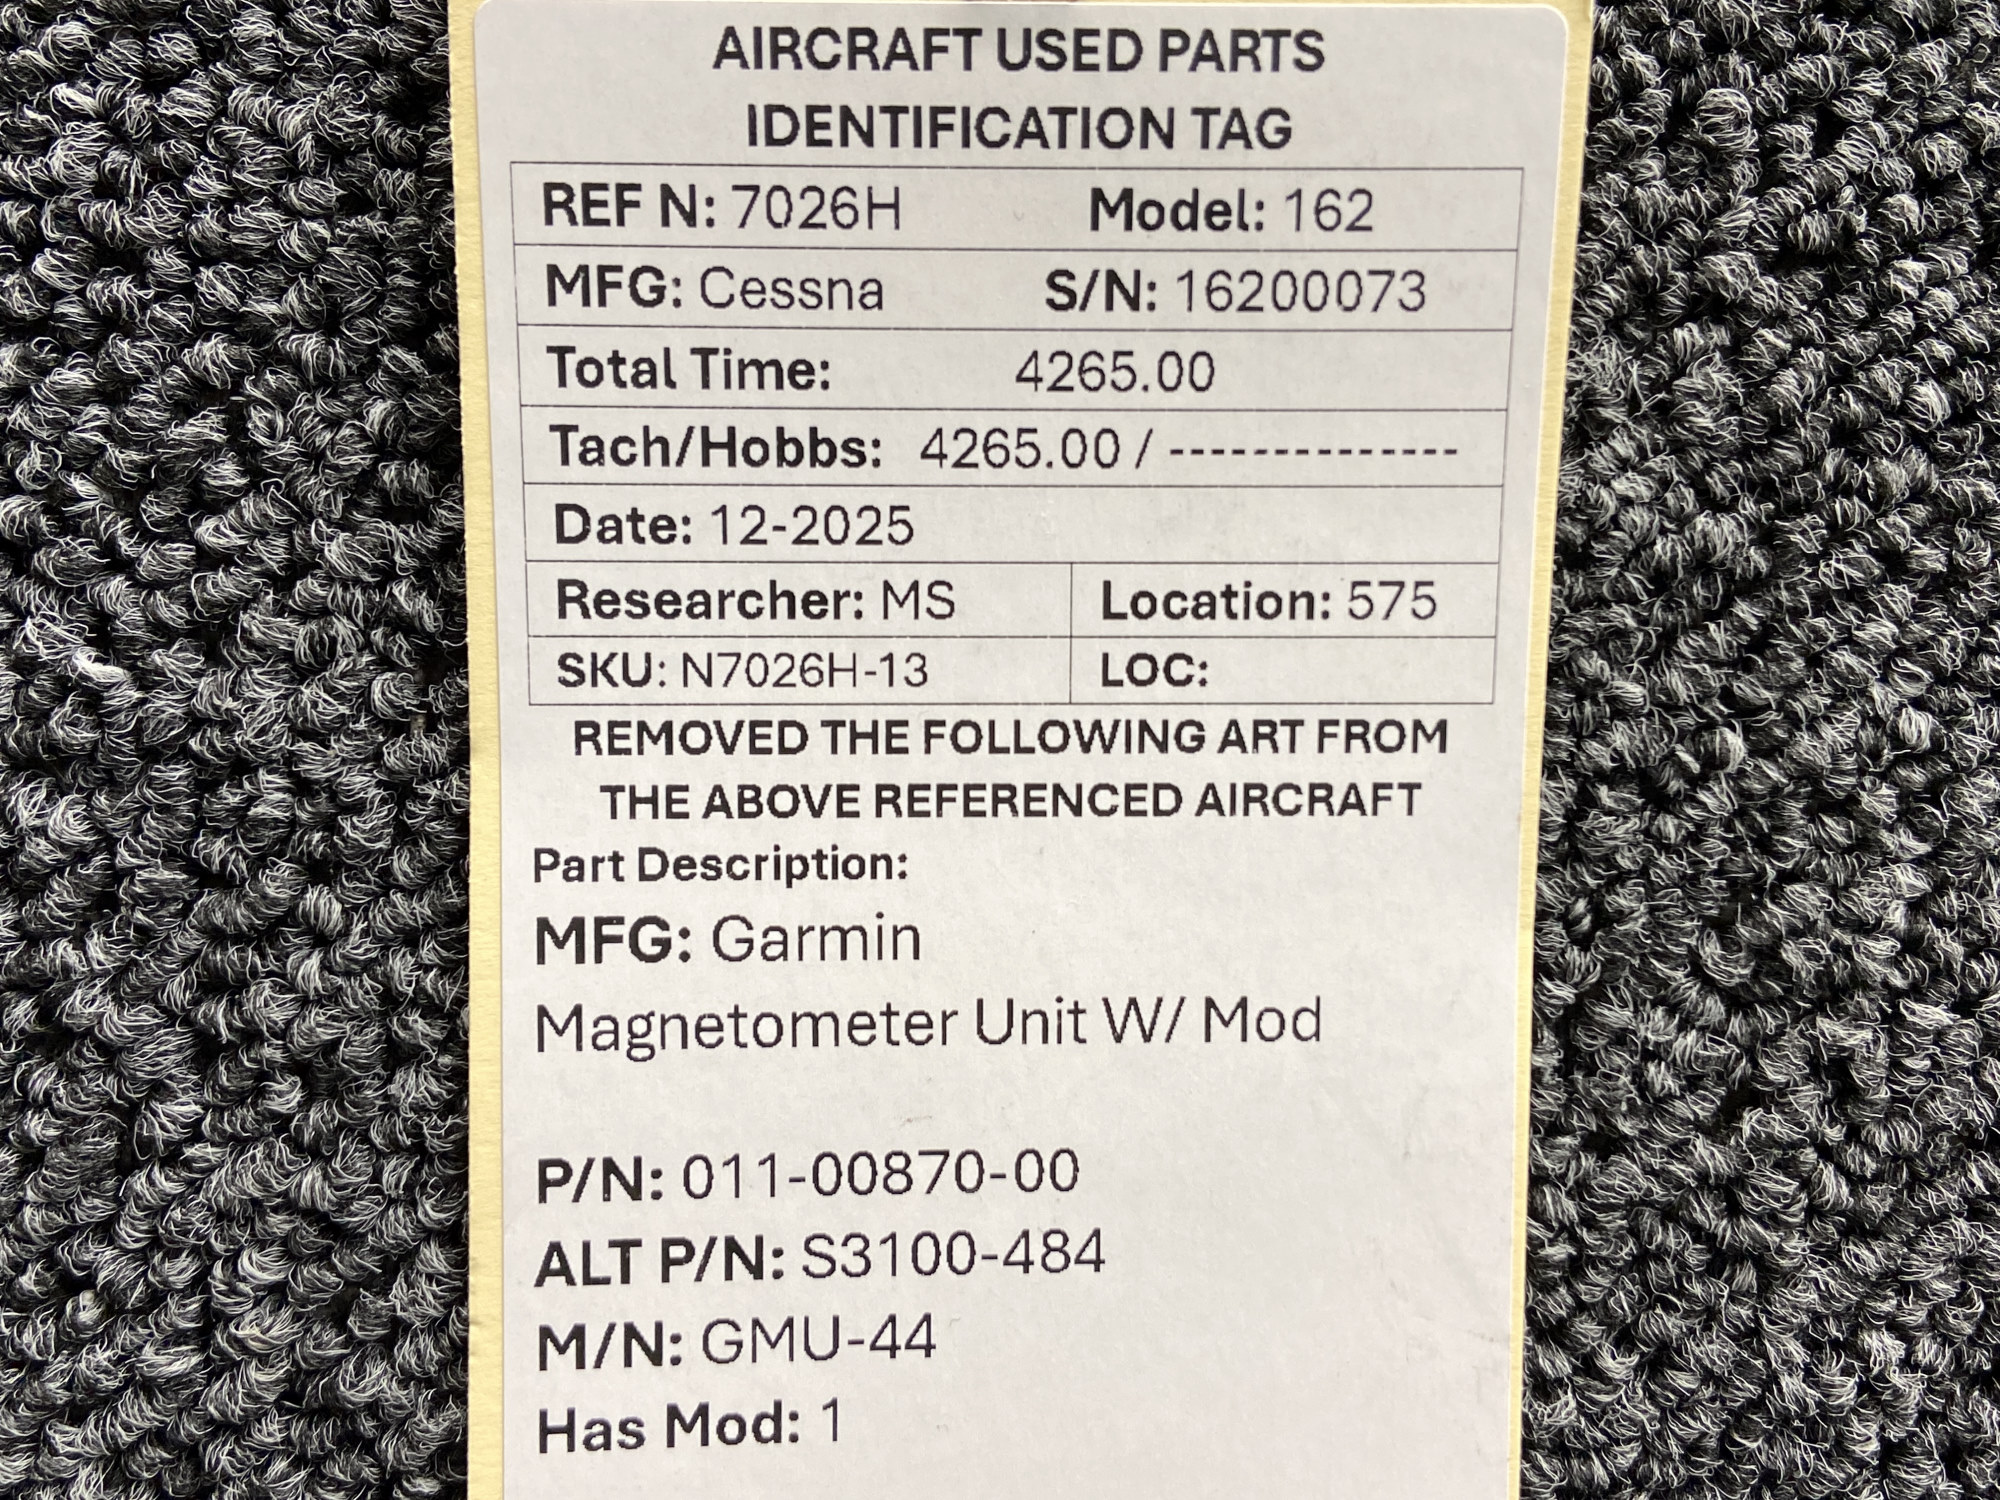 AIRCRAFT USED PARTS
IDENTIFICATION TAG
REF N: 7026H Model: 162
MFG: Cessna S/N: 16200073
Total Time: 4265.00
Tach/Hobbs: 4265.00 / --------------
Date: 12-2025
Researcher: MS Location: 575
SKU: N7026H-13 LOC:
REMOVED THE FOLLOWING ART FROM
THE ABOVE REFERENCED AIRCRAFT
Part Description:
MFG: Garmin
Magnetometer Unit W/ Mod
P/N: 011-00870-00
ALT P/N: S3100-484
M/N: GMU-44
Has Mod: 1